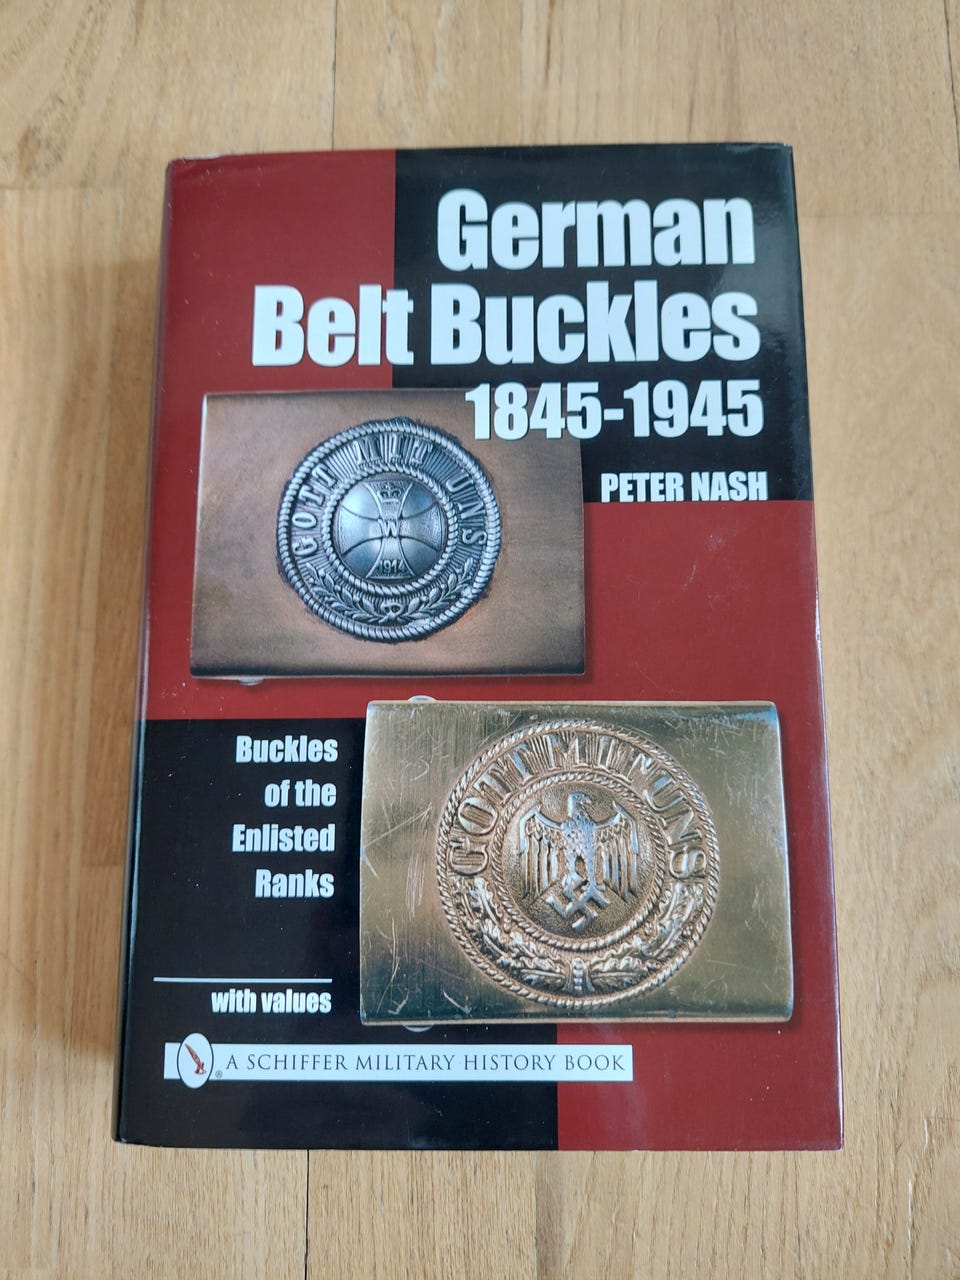 German
Belt Buckles
1845-1945
PETER NASH
GOTT MIT UNS
W
1914
Buckles
of the
Enlisted
Ranks
GOTT MIT UNS
with values
® A SCHIFFER MILITARY HISTORY BOOK